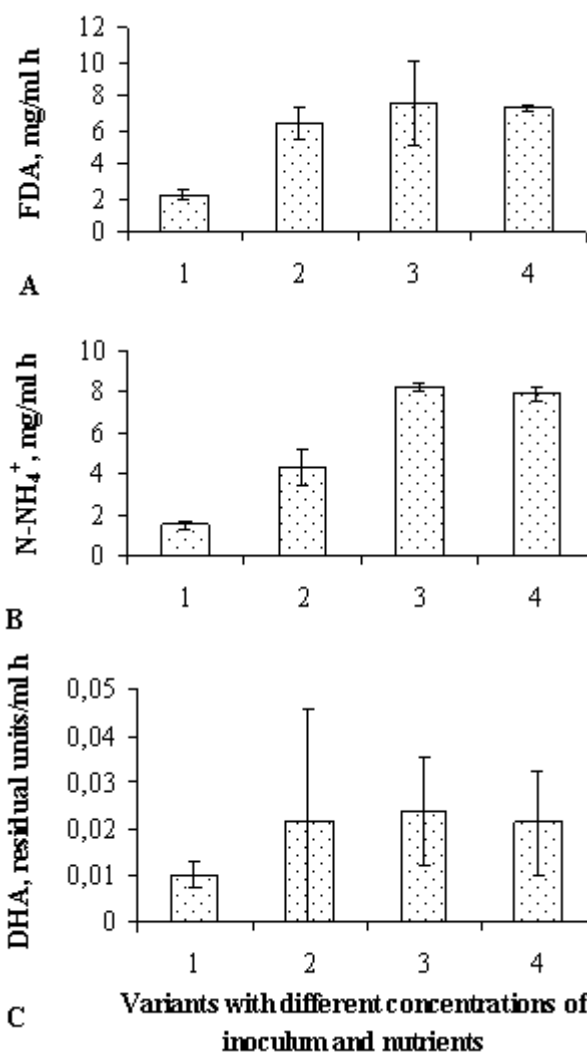 FDA, mg/ml h
12
10
8
6
4
2
0
1 2 3 4
A
N-NH₄⁺, mg/ml h
10
8
6
4
2
0
1 2 3 4
B
DHA, residual units/ml h
0,05
0,04
0,03
0,02
0,01
0
1 2 3 4
C
Variants with different concentrations of
inoculum and nutrients